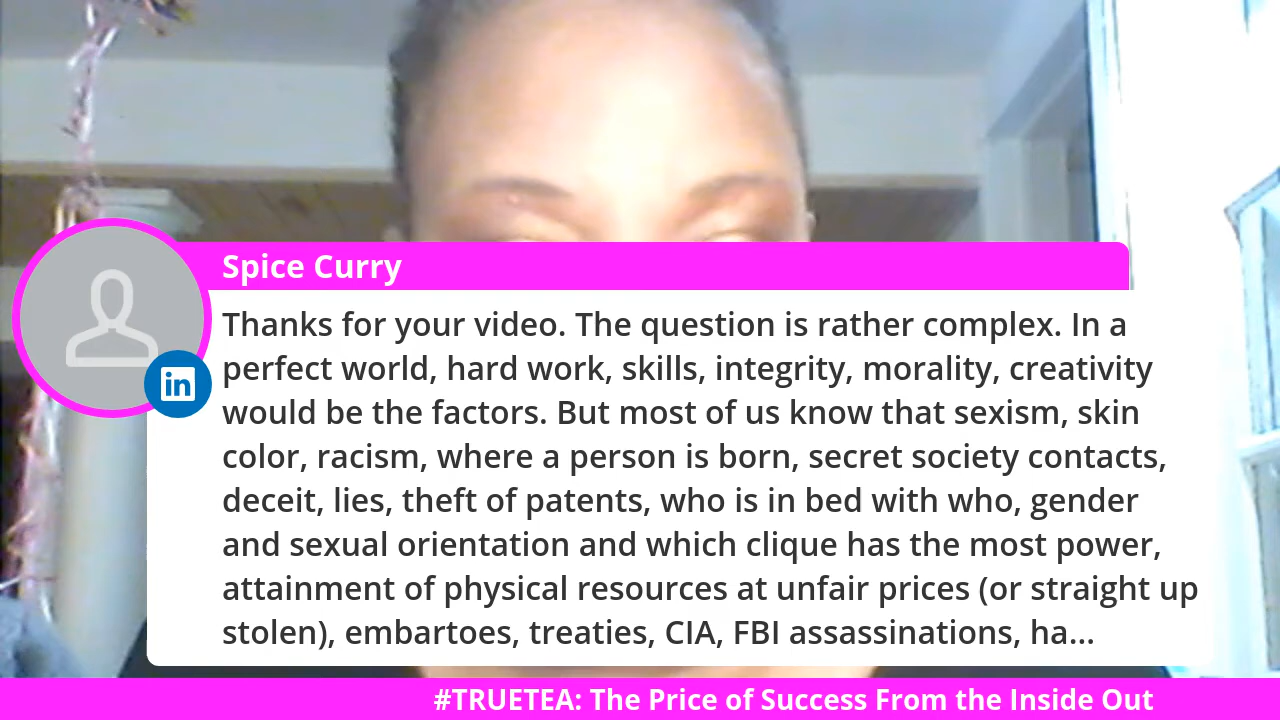 Spice Curry
Thanks for your video. The question is rather complex. In a
perfect world, hard work, skills, integrity, morality, creativity
would be the factors. But most of us know that sexism, skin
color, racism, where a person is born, secret society contacts,
deceit, lies, theft of patents, who is in bed with who, gender
and sexual orientation and which clique has the most power,
attainment of physical resources at unfair prices (or straight up
stolen), embartoes, treaties, CIA, FBI assassinations, ha...
in
#TRUETEA: The Price of Success From the Inside Out